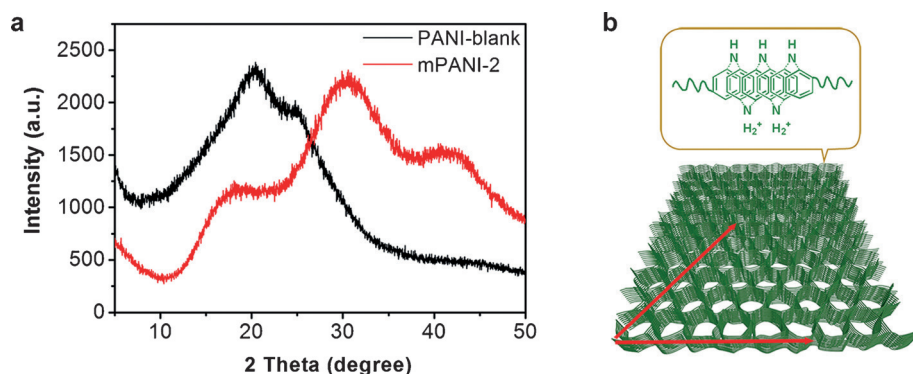 a
PANI-blank
mPANI-2
Intensity (a.u.)
2500
2000
1500
1000
500
0
10 20 30 40 50
2 Theta (degree)
b
H H H
N N N
N N
H₂⁺ H₂⁺